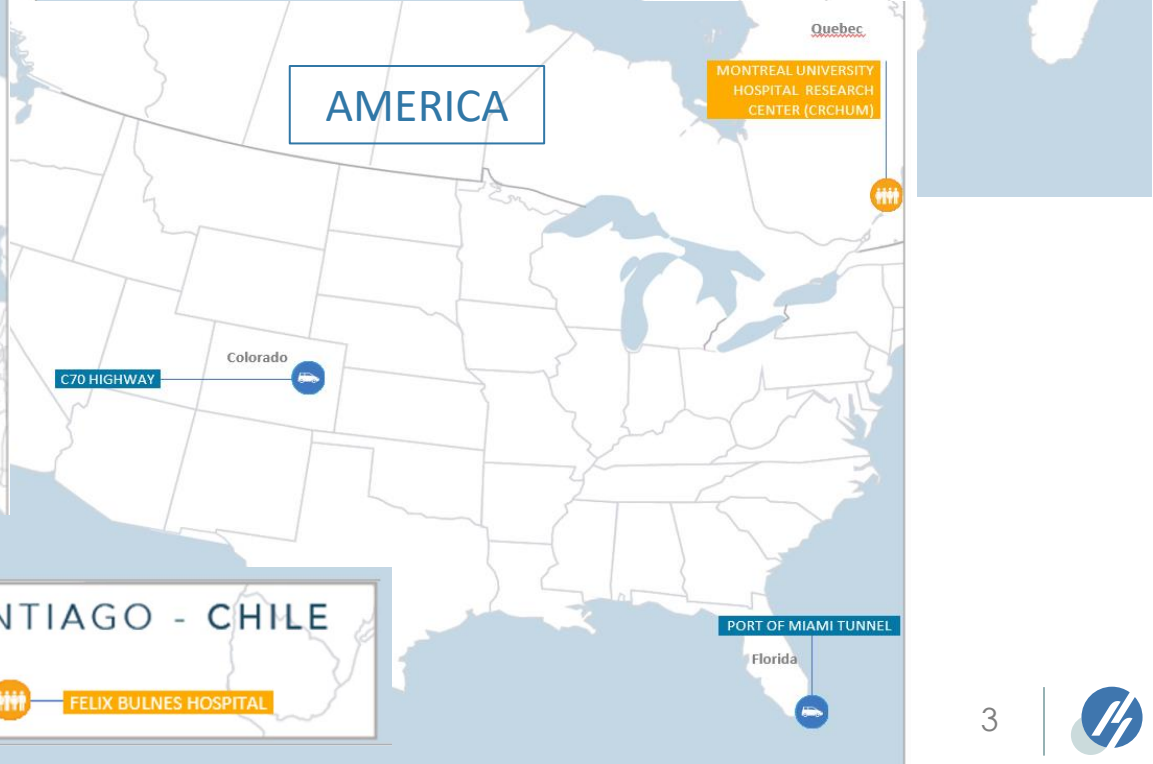 Quebec
MONTREAL UNIVERSITY
HOSPITAL RESEARCH
CENTER (CRCHUM)
AMERICA
Colorado
C70 HIGHWAY
NTIAGO - CHILE
FELIX BULNES HOSPITAL
PORT OF MIAMI TUNNEL
Florida
3